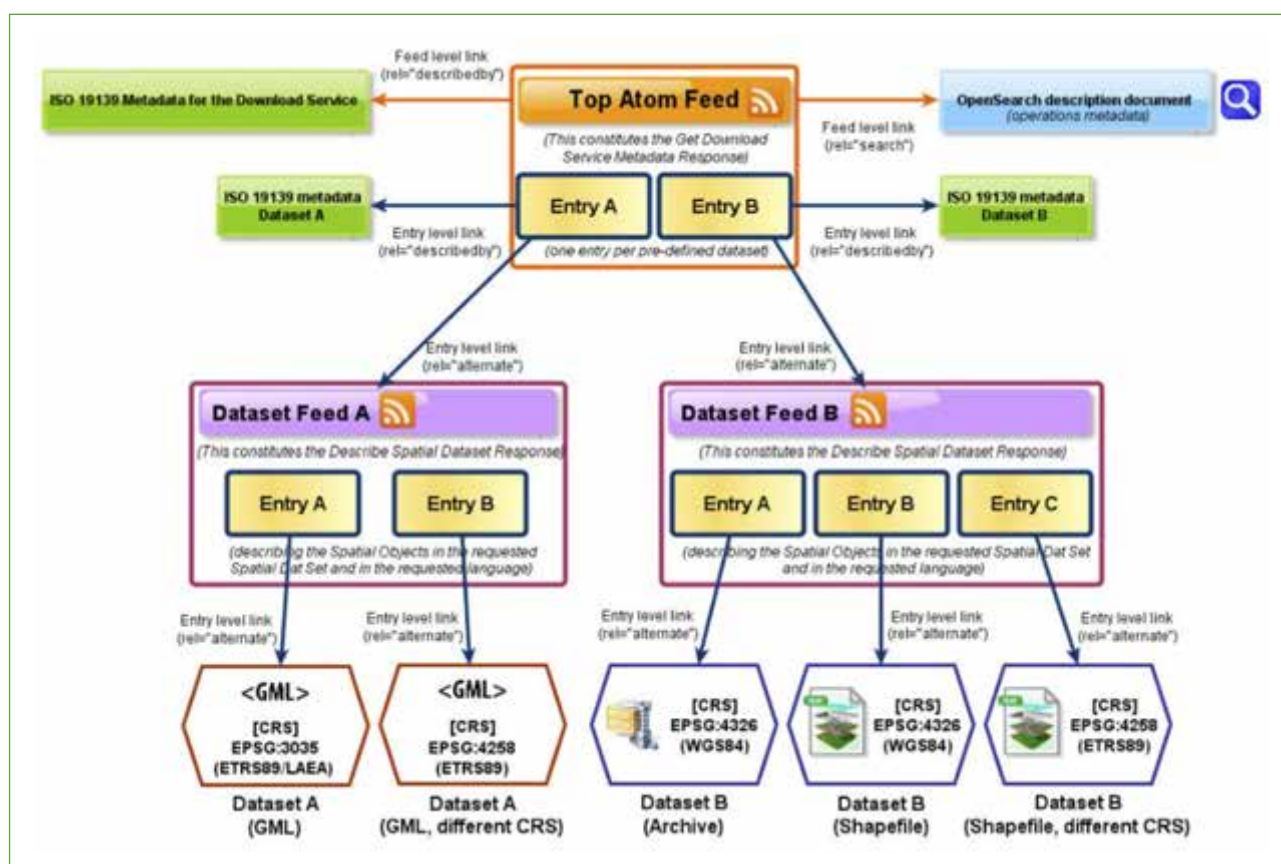 Feed level link
(rel="describedby")
ISO 19139 Metadata for the Download Service
Top Atom Feed
OpenSearch description document
(operations metadata)
(This constitutes the Get Download
Service Metadata Response)
Feed level link
(rel="search")
ISO 19139 metadata
Dataset A
Entry A
Entry B
ISO 19139 metadata
Dataset B
Entry level link
(rel="describedby")
(one entry per pre-defined dataset)
Entry level link
(rel="describedby")
Entry level link
(rel="alternate")
Entry level link
(rel="alternate")
Dataset Feed A
(This constitutes the Describe Spatial Dataset Response)
Entry A
Entry B
(describing the Spatial Objects in the requested
Spatial Dat Set and in the requested language)
Dataset Feed B
(This constitutes the Describe Spatial Dataset Response)
Entry A
Entry B
Entry C
(describing the Spatial Objects in the requested Spatial Dat Set
and in the requested language)
Entry level link
(rel="alternate")
Entry level link
(rel="alternate")
Entry level link
(rel="alternate")
Entry level link
(rel="alternate")
Entry level link
(rel="alternate")
<GML>
[CRS]
EPSG:3035
(ETRS89/LAEA)
Dataset A
(GML)
<GML>
[CRS]
EPSG:4258
(ETRS89)
Dataset A
(GML, different CRS)
[CRS]
EPSG:4326
(WGS84)
Dataset B
(Archive)
[CRS]
EPSG:4326
(WGS84)
Dataset B
(Shapefile)
[CRS]
EPSG:4258
(ETRS89)
Dataset B
(Shapefile, different CRS)